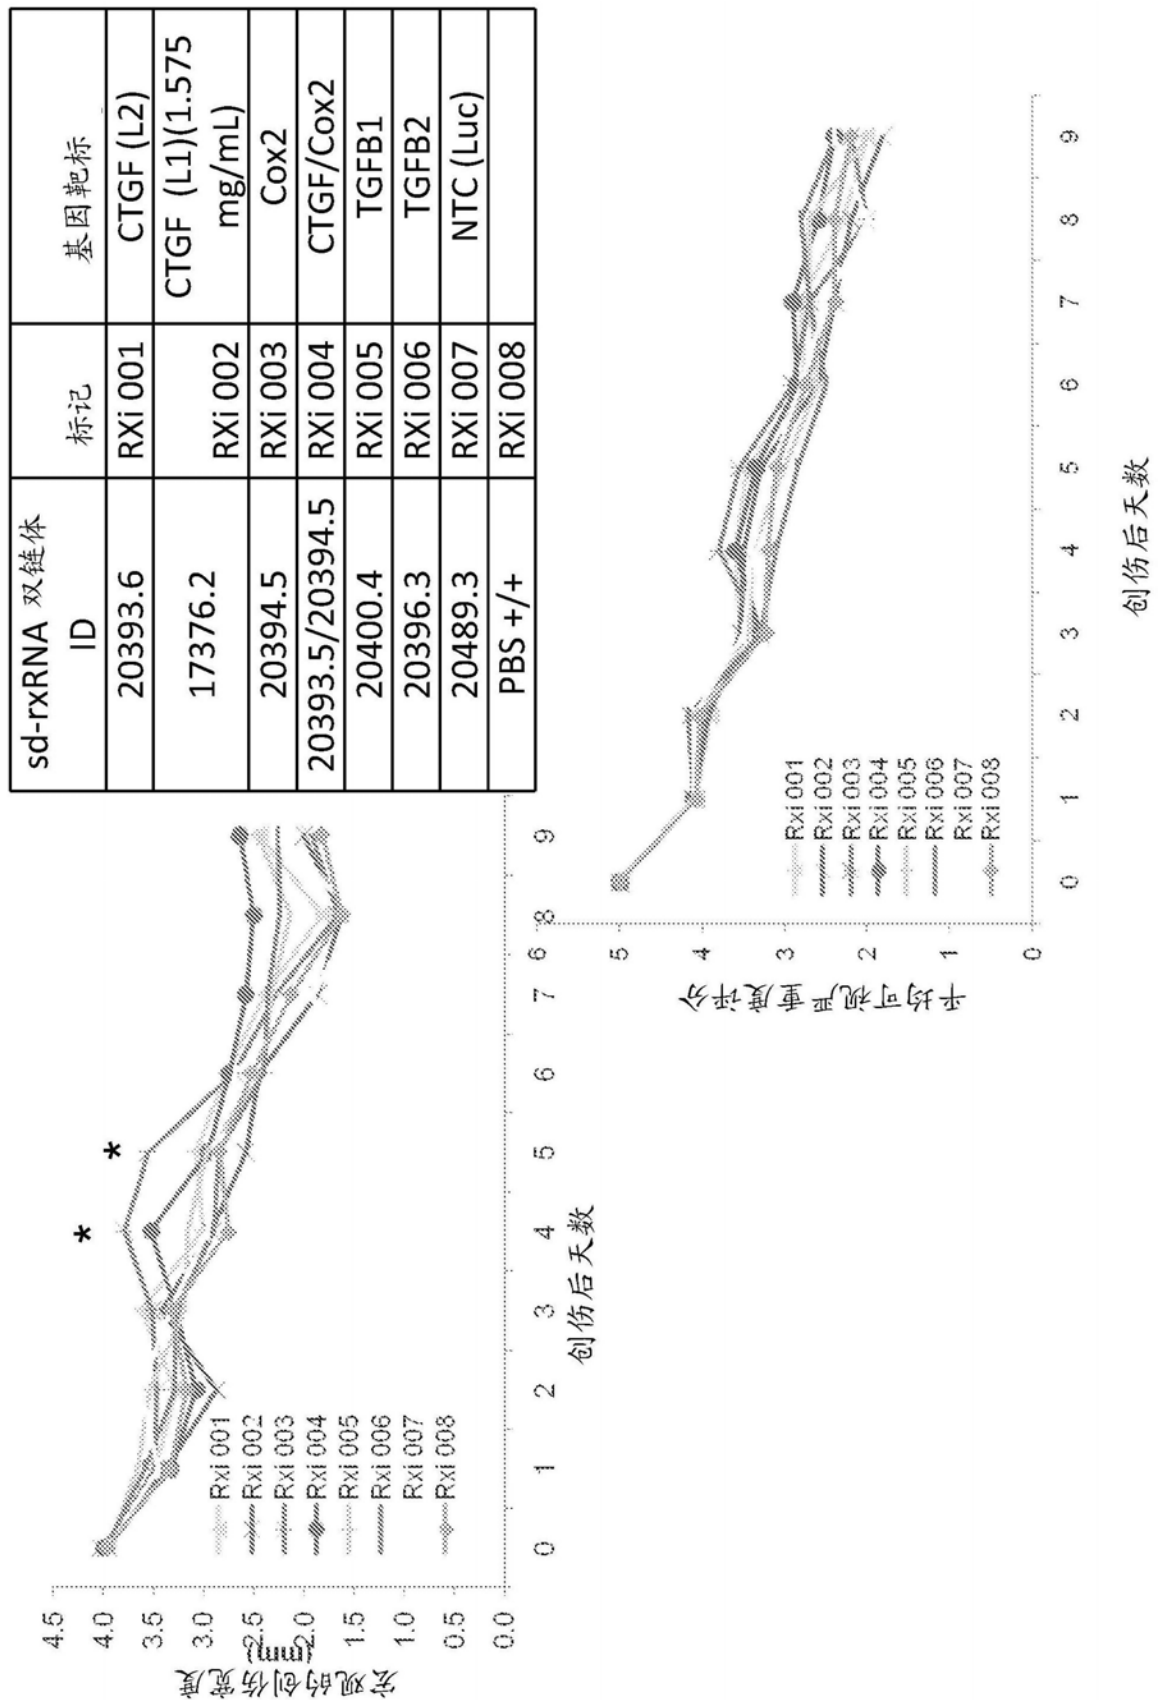 sd-rxRNA 双链体
ID
标记
基因靶标
20393.6 RXi 001 CTGF (L2)
17376.2 RXi 002 CTGF (L1)(1.575
mg/mL)
20394.5 RXi 003 Cox2
20393.5/20394.5 RXi 004 CTGF/Cox2
20400.4 RXi 005 TGFB1
20396.3 RXi 006 TGFB2
20489.3 RXi 007 NTC (Luc)
PBS +/+ RXi 008
宏观的创伤宽度
(mm)
4.5
4.0
3.5
3.0
2.5
2.0
1.5
1.0
0.5
0.0
* *
Rxi 001
Rxi 002
Rxi 003
Rxi 004
Rxi 005
Rxi 006
Rxi 007
Rxi 008
0 1 2 3 4 5 6 7 8 9
创伤后天数
平均可视严重度评分
6
5
4
3
2
1
0
Rxi 001
Rxi 002
Rxi 003
Rxi 004
Rxi 005
Rxi 006
Rxi 007
Rxi 008
0 1 2 3 4 5 6 7 8 9
创伤后天数